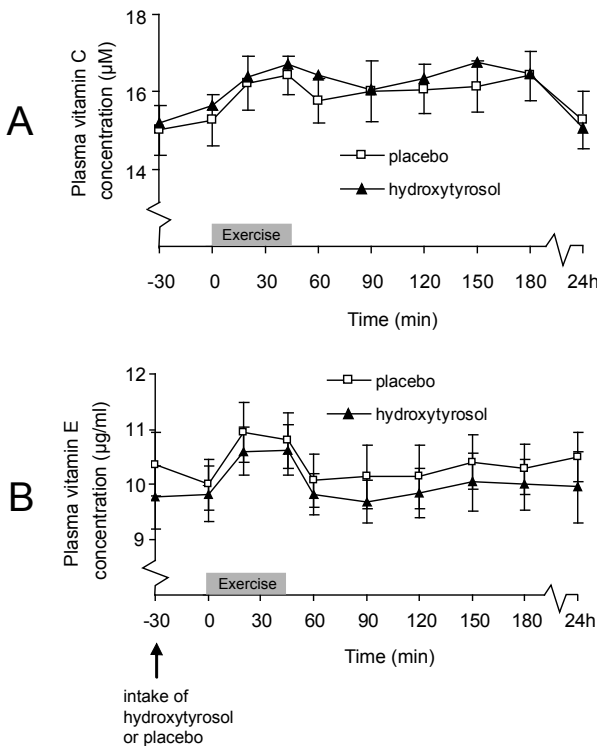 A
Plasma vitamin C
concentration (µM)
18
16
14
placebo
hydroxytyrosol
Exercise
-30 0 30 60 90 120 150 180 24h
Time (min)
B
Plasma vitamin E
concentration (µg/ml)
12
11
10
9
placebo
hydroxytyrosol
Exercise
-30 0 30 60 90 120 150 180 24h
Time (min)
intake of
hydroxytyrosol
or placebo